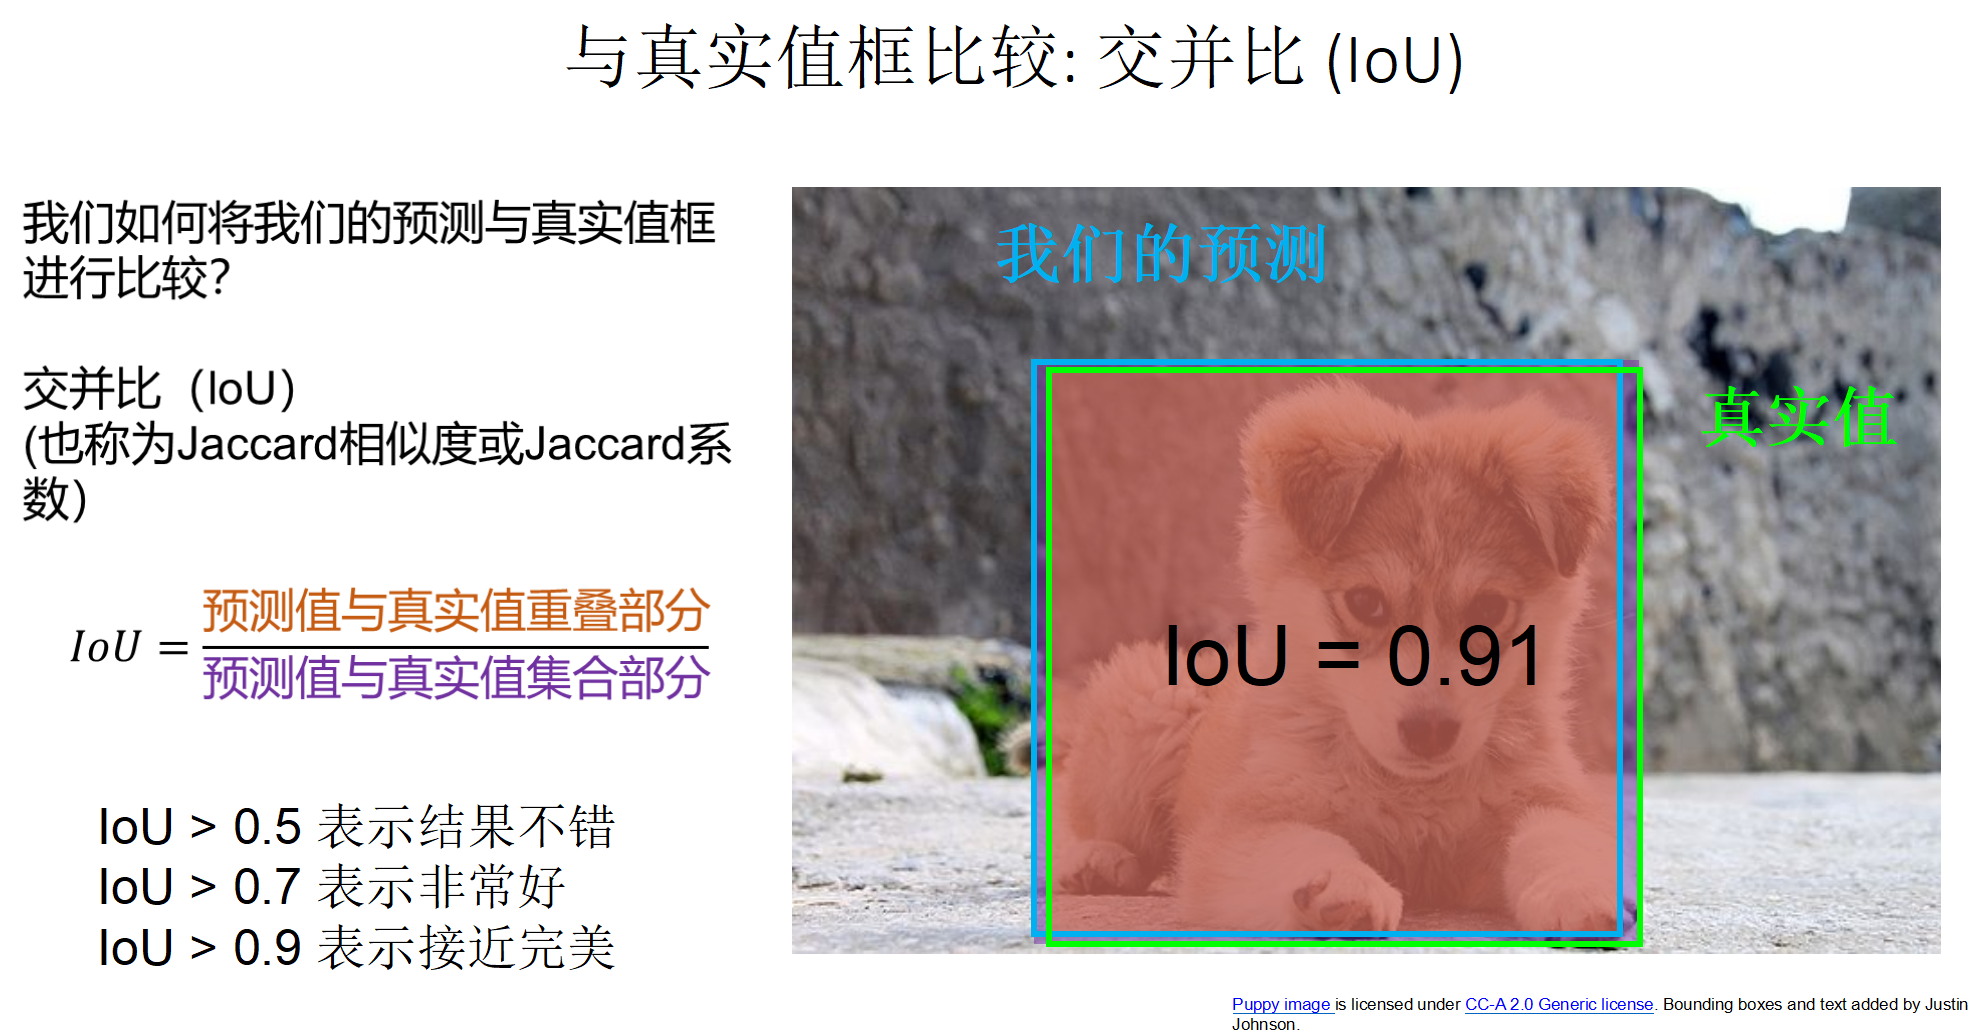 与真实值框比较: 交并比 (IoU)
我们如何将我们的预测与真实值框
进行比较?
交并比（IoU）
(也称为Jaccard相似度或Jaccard系
数）
IoU = 预测值与真实值重叠部分
预测值与真实值集合部分
IoU > 0.5 表示结果不错
IoU > 0.7 表示非常好
IoU > 0.9 表示接近完美
我们的预测
真实值
IoU = 0.91
Puppy image is licensed under CC-A 2.0 Generic license. Bounding boxes and text added by Justin
Johnson.